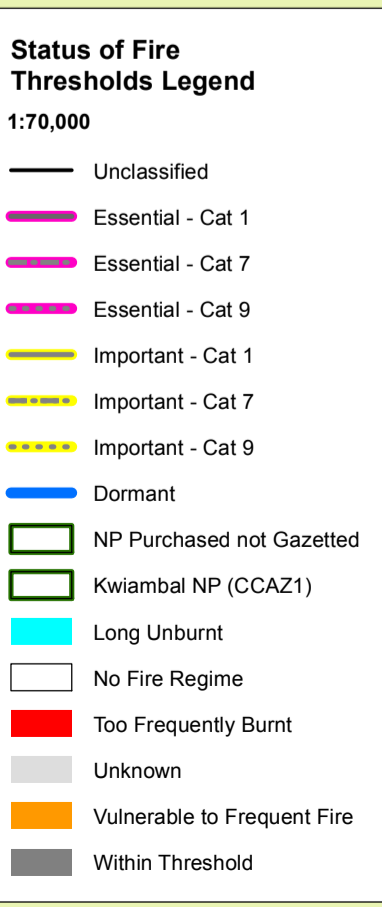 Status of Fire
Thresholds Legend
1:70,000
Unclassified
Essential - Cat 1
Essential - Cat 7
Essential - Cat 9
Important - Cat 1
Important - Cat 7
Important - Cat 9
Dormant
NP Purchased not Gazetted
Kwiambal NP (CCAZ1)
Long Unburnt
No Fire Regime
Too Frequently Burnt
Unknown
Vulnerable to Frequent Fire
Within Threshold